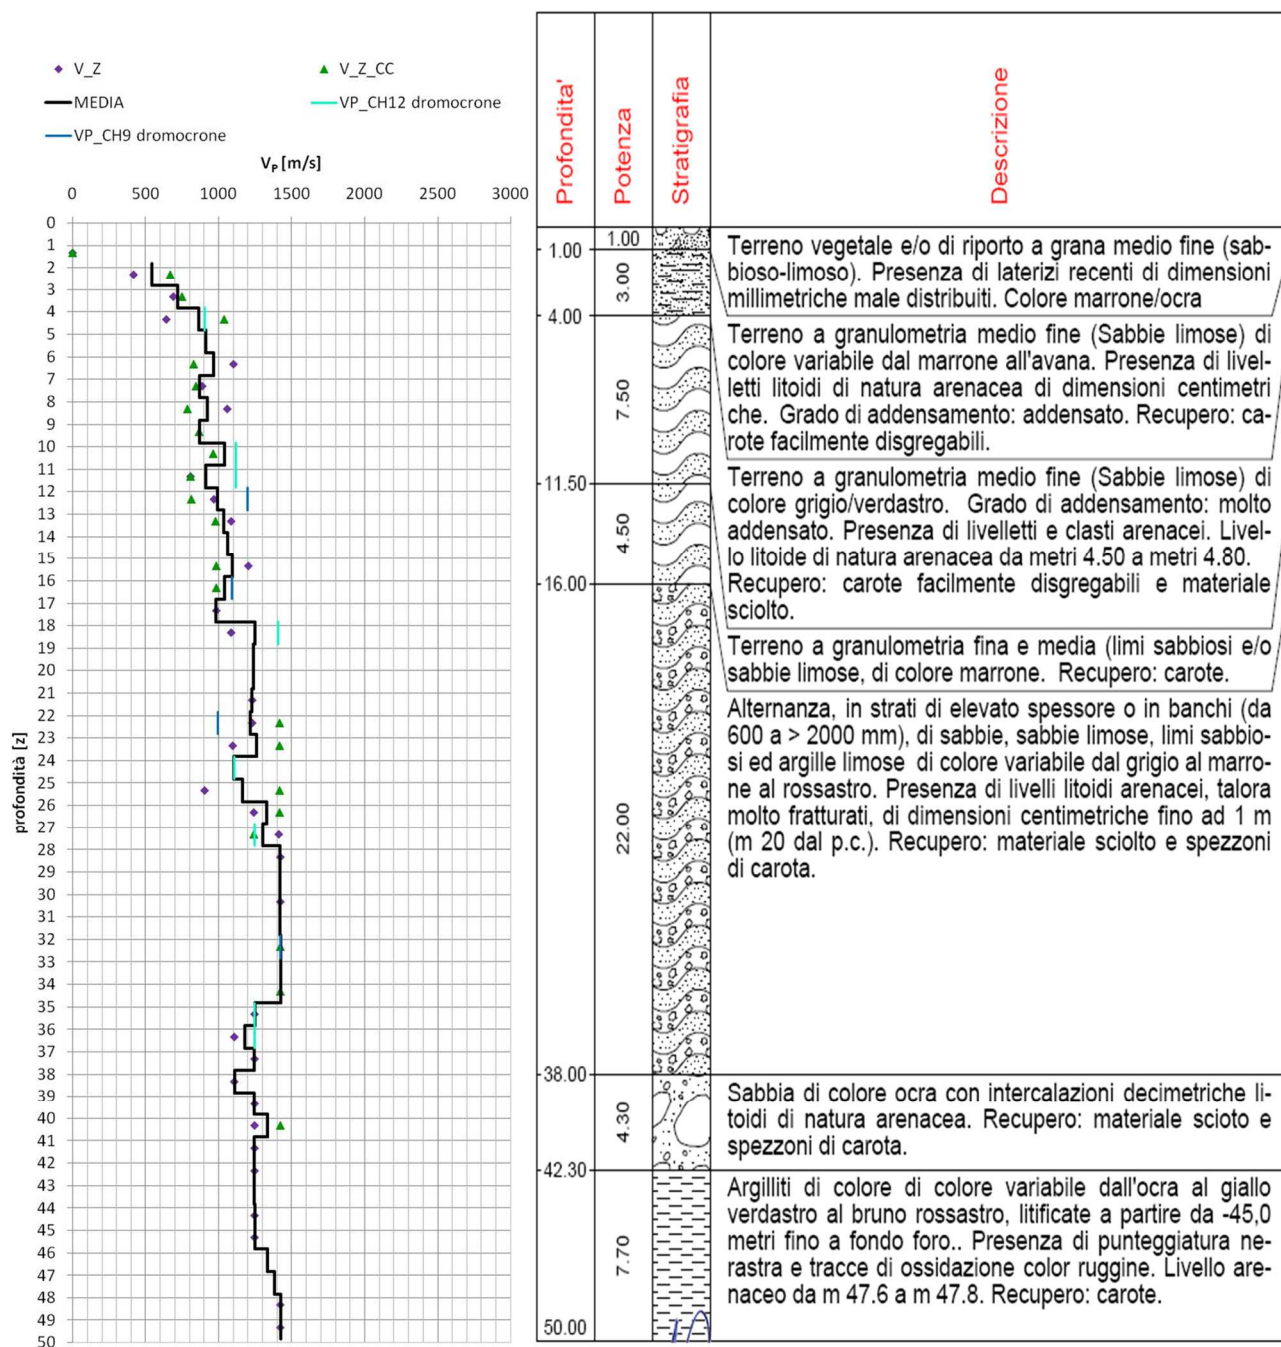 V_Z
V_Z_CC
MEDIA
VP_CH12 dromocrone
VP_CH9 dromocrone
VP [m/s]
0 500 1000 1500 2000 2500 3000
profondità [z]
0
1
2
3
4
5
6
7
8
9
10
11
12
13
14
15
16
17
18
19
20
21
22
23
24
25
26
27
28
29
30
31
32
33
34
35
36
37
38
39
40
41
42
43
44
45
46
47
48
49
50
Profondita'
Potenza
Stratigrafia
Descrizione
1.00
1.00
Terreno vegetale e/o di riporto a grana medio fine (sab-
bioso-limoso). Presenza di laterizi recenti di dimensioni
millimetriche male distribuiti. Colore marrone/ocra
3.00
4.00
Terreno a granulometria medio fine (Sabbie limose) di
colore variabile dal marrone all'avana. Presenza di livel-
letti litoidi di natura arenacea di dimensioni centimetri
che. Grado di addensamento: addensato. Recupero: ca-
rote facilmente disgregabili.
7.50
11.50
Terreno a granulometria medio fine (Sabbie limose) di
colore grigio/verdastro. Grado di addensamento: molto
addensato. Presenza di livelletti e clasti arenacei. Livel-
lo litoide di natura arenacea da metri 4.50 a metri 4.80.
Recupero: carote facilmente disgregabili e materiale
sciolto.
4.50
16.00
Terreno a granulometria fina e media (limi sabbiosi e/o
sabbie limose, di colore marrone. Recupero: carote.
Alternanza, in strati di elevato spessore o in banchi (da
600 a > 2000 mm), di sabbie, sabbie limose, limi sabbio-
si ed argille limose di colore variabile dal grigio al marro-
ne al rossastro. Presenza di livelli litoidi arenacei, talora
molto fratturati, di dimensioni centimetriche fino ad 1 m
(m 20 dal p.c.). Recupero: materiale sciolto e spezzoni
di carota.
22.00
38.00
Sabbia di colore ocra con intercalazioni decimetriche li-
toidi di natura arenacea. Recupero: materiale scioto e
spezzoni di carota.
4.30
42.30
Argilliti di colore di colore variabile dall'ocra al giallo
verdastro al bruno rossastro, litificate a partire da -45,0
metri fino a fondo foro.. Presenza di punteggiatura ne-
rastra e tracce di ossidazione color ruggine. Livello are-
naceo da m 47.6 a m 47.8. Recupero: carote.
7.70
50.00